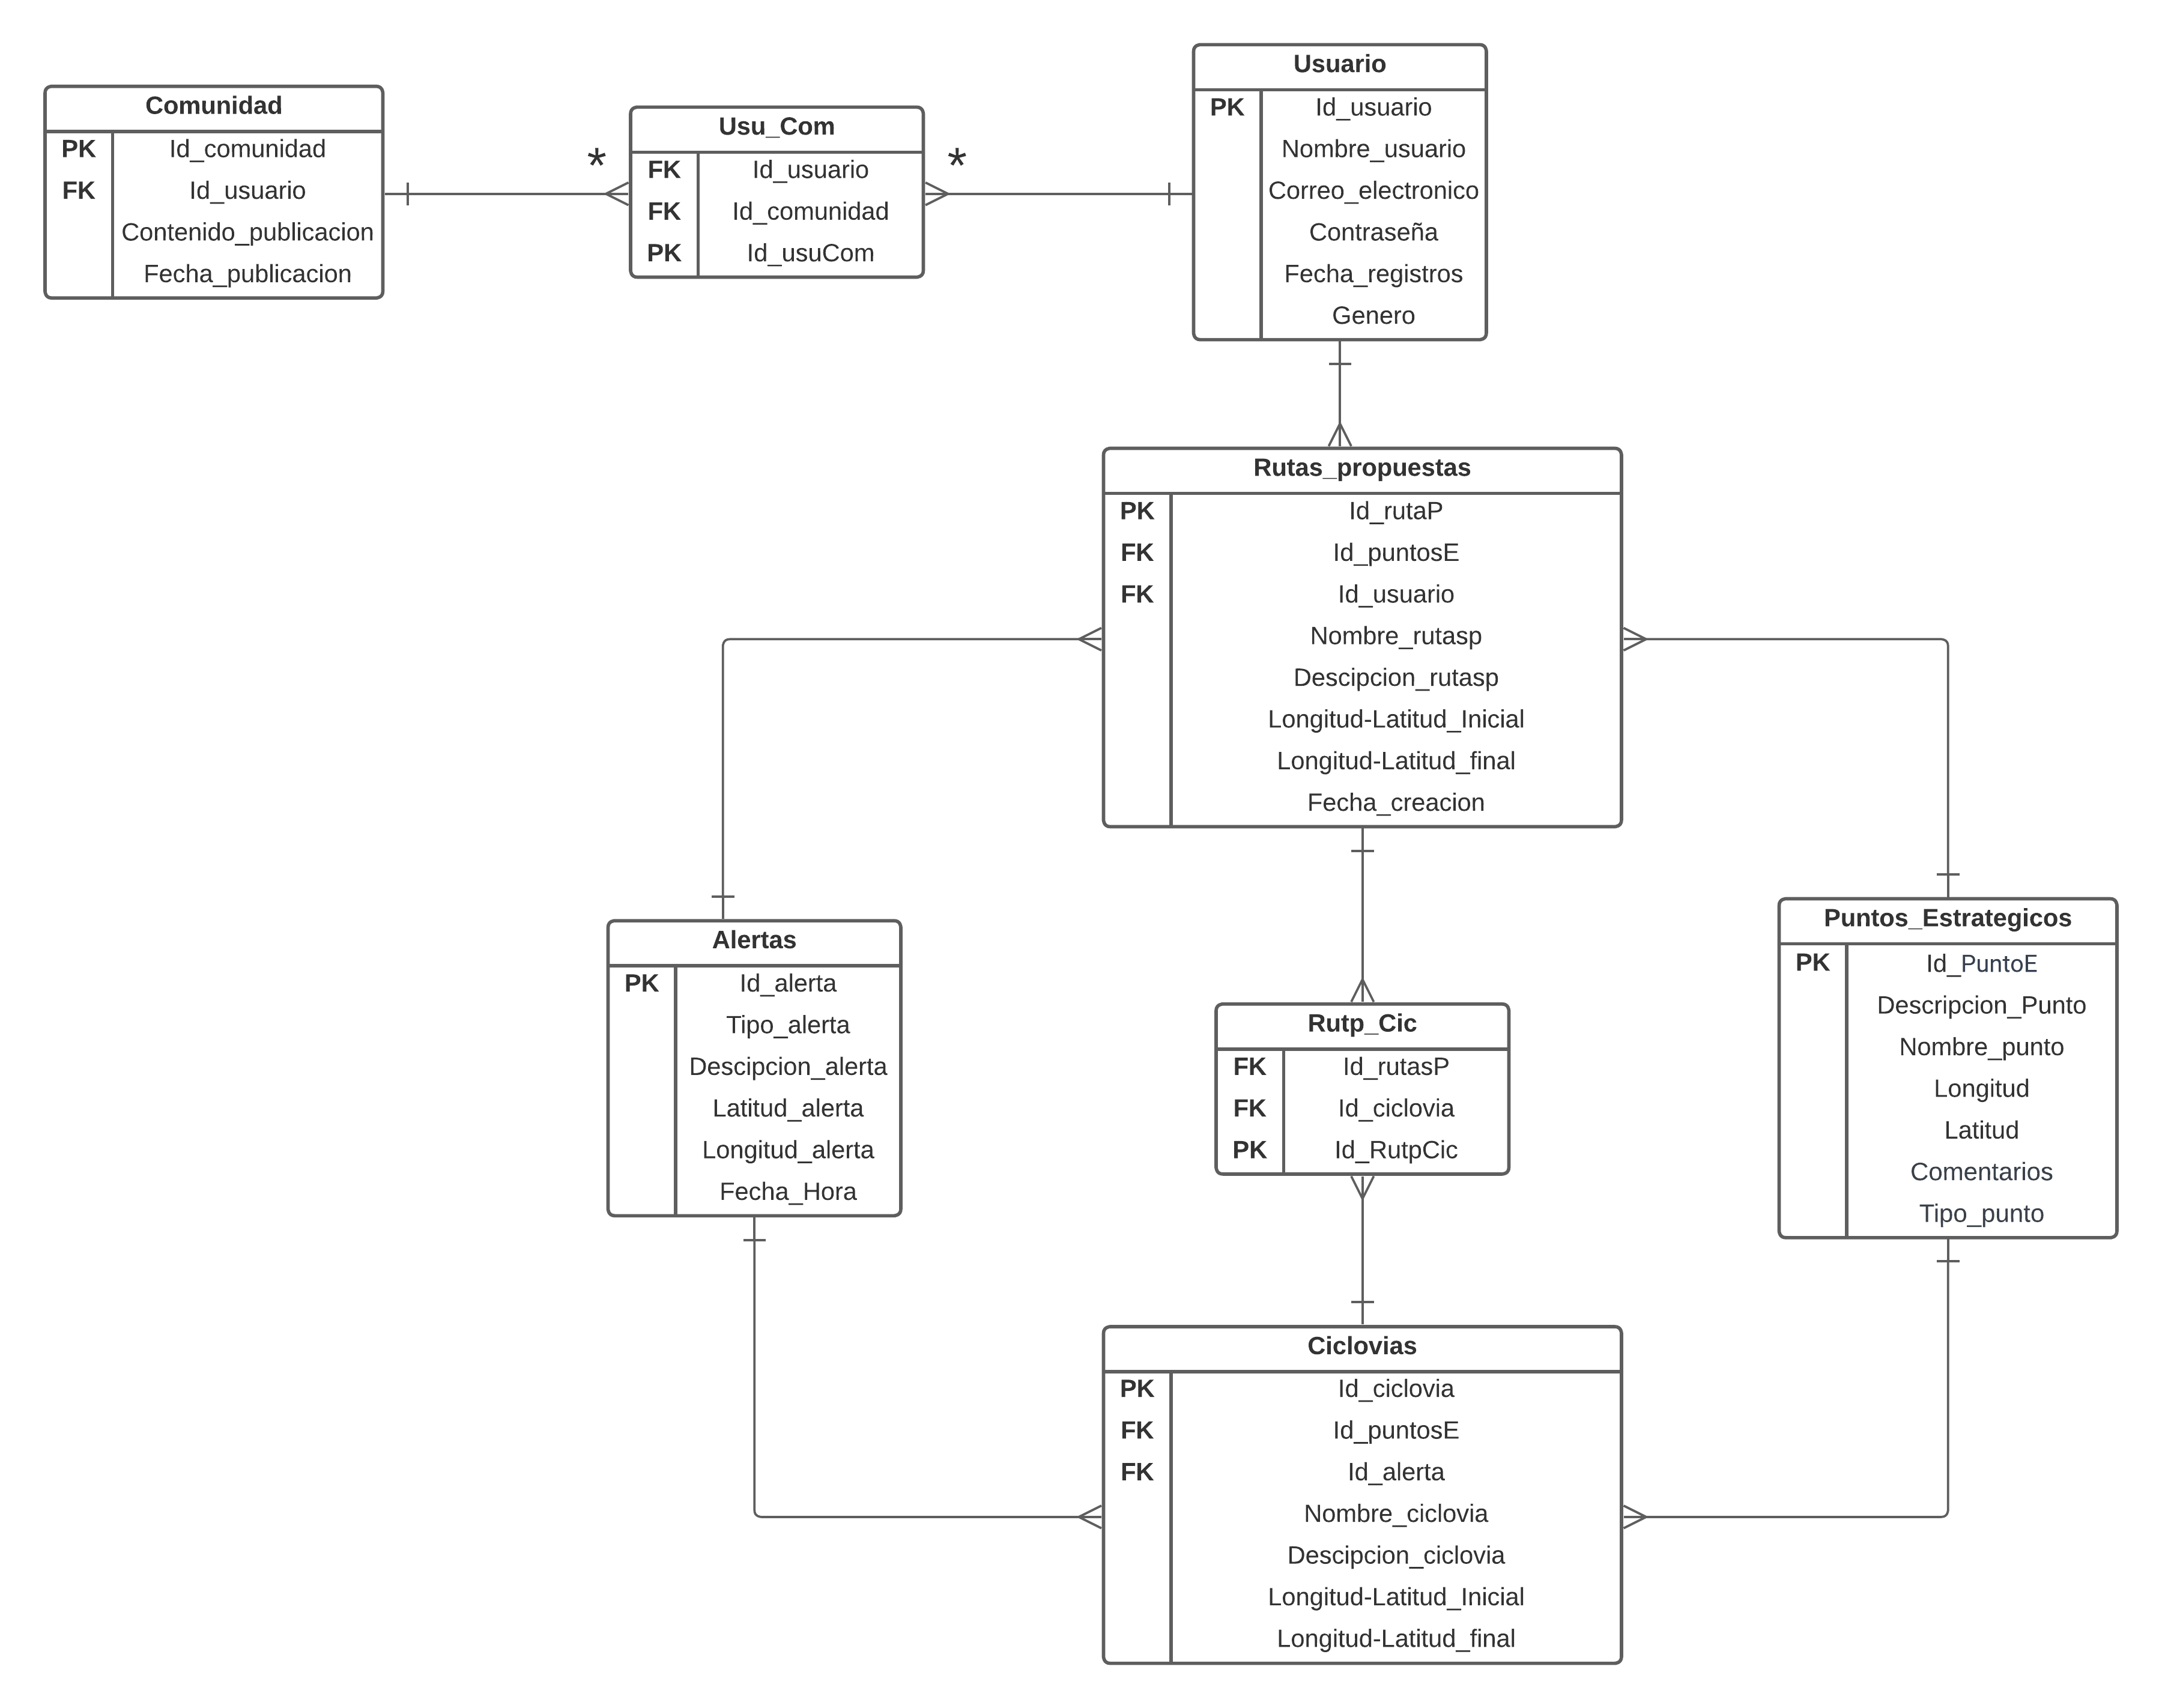 Usuario
PK Id_usuario
Nombre_usuario
Correo_electronico
Contraseña
Fecha_registros
Genero
Comunidad
PK Id_comunidad
FK Id_usuario
Contenido_publicacion
Fecha_publicacion
*
Usu_Com
FK Id_usuario
FK Id_comunidad
PK Id_usuCom
*
Rutas_propuestas
PK Id_rutaP
FK Id_puntosE
FK Id_usuario
Nombre_rutasp
Descipcion_rutasp
Longitud-Latitud_Inicial
Longitud-Latitud_final
Fecha_creacion
Alertas
PK Id_alerta
Tipo_alerta
Descipcion_alerta
Latitud_alerta
Longitud_alerta
Fecha_Hora
Rutp_Cic
FK Id_rutasP
FK Id_ciclovia
PK Id_RutpCic
Puntos_Estrategicos
PK Id_PuntoE
Descripcion_Punto
Nombre_punto
Longitud
Latitud
Comentarios
Tipo_punto
Ciclovias
PK Id_ciclovia
FK Id_puntosE
FK Id_alerta
Nombre_ciclovia
Descipcion_ciclovia
Longitud-Latitud_Inicial
Longitud-Latitud_final